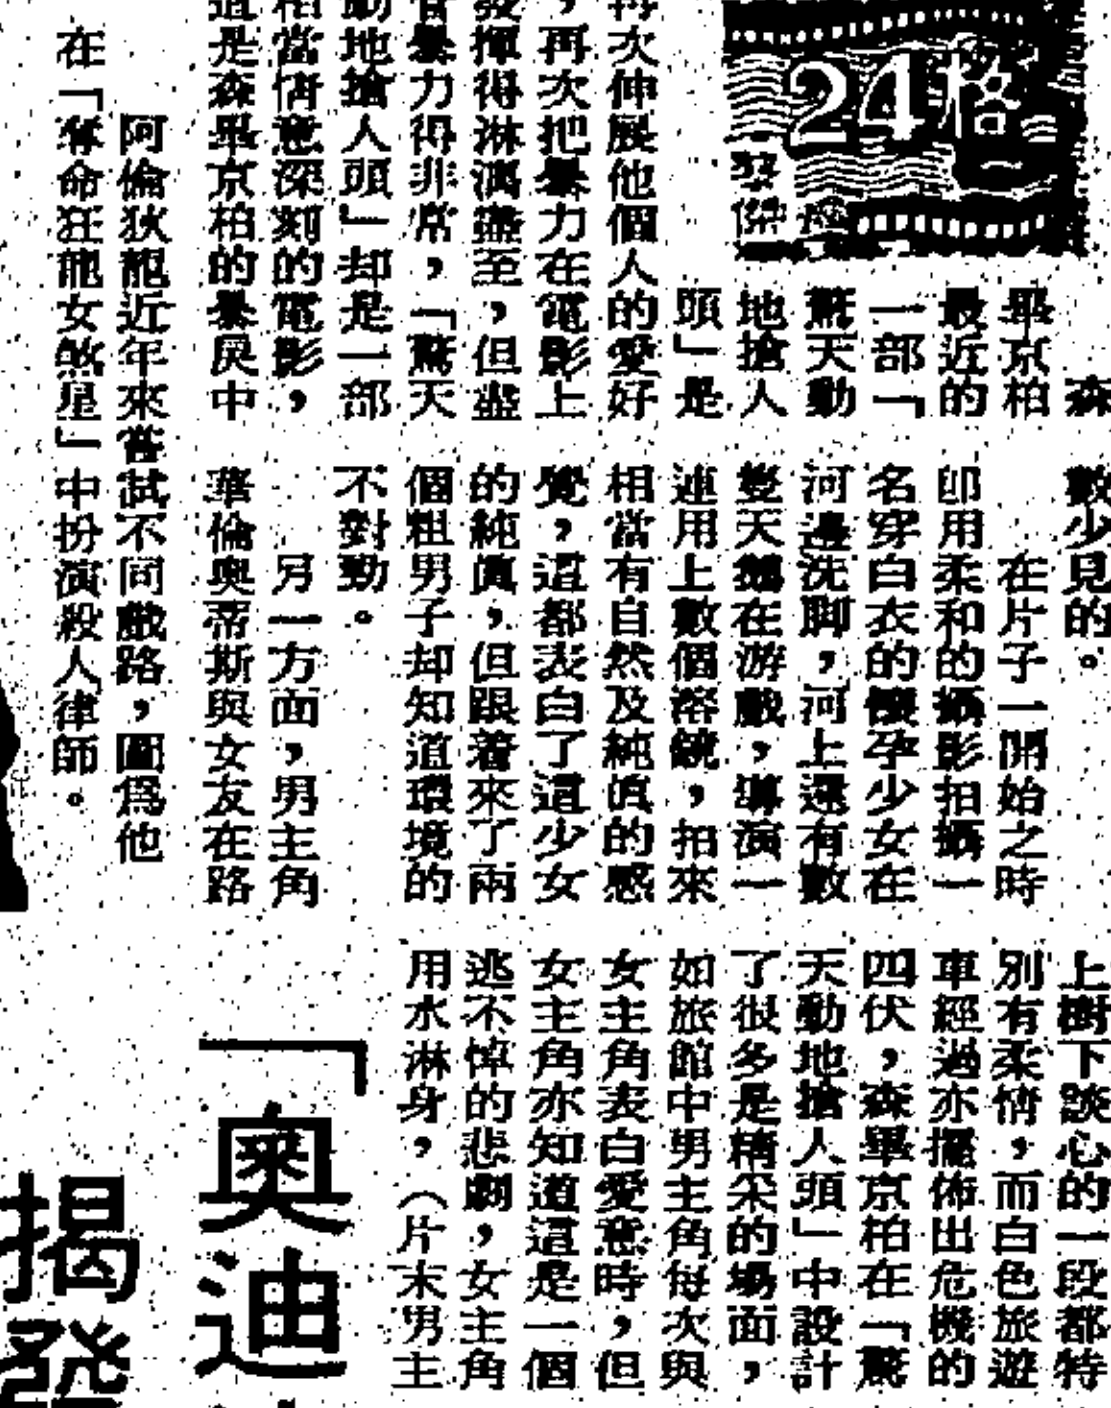 24格
森
畢京柏
最近的
一部「
驚天動
地搶人
頭」是
再次伸展他個人的愛好
，再次把暴力在電影上
發揮得淋漓盡至，但盡
管暴力得非常，「驚天
動地搶人頭」却是一部
相當情意深刻的電影，
道是森畢京柏的暴戾中
數少見的。
在片子一開始之時
即用柔和的攝影拍攝一
名穿白衣的懷孕少女在
河邊洗脚，河上還有數
隻天鵝在游戲，導演一
連用上數個溶鏡，拍來
相當有自然及純眞的感
覺，這都表白了這少女
的純眞，但跟着來了兩
個粗男子却知道環境的
不對勁。
另一方面，男主角
華倫奧蒂斯與女友在路
上樹下談心的一段都特
別有柔情，而白色旅遊
車經過亦擺佈出危機的
四伏，森畢京柏在「驚
天動地搶人頭」中設計
了很多是精采的場面，
如旅館中男主角每次與
女主角表白愛意時，但
女主角亦知道這是一個
逃不掉的悲劇，女主角
用水淋身，（片末男主
阿倫狄龍近年來嘗試不同戲路，圖爲他
在「奪命狂龍女煞星」中扮演殺人律師。
「奧迪
揭發